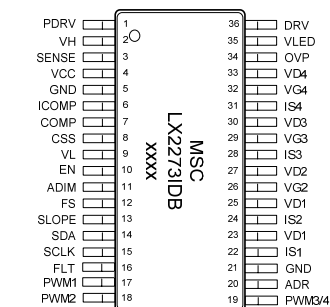 PDRV 1 36 DRV
VH 2 35 VLED
SENSE 3 34 OVP
VCC 4 33 VD4
GND 5 32 VG4
ICOMP 6 31 IS4
COMP 7 30 VD3
CSS 8 29 VG3
VL 9 28 IS3
EN 10 27 VD2
ADIM 11 26 VG2
FS 12 25 VD1
SLOPE 13 24 IS2
SDA 14 23 VD1
SCLK 15 22 IS1
FLT 16 21 GND
PWM1 17 20 ADR
PWM2 18 19 PWM3/4
MSC
LX2273IDB
XXXX